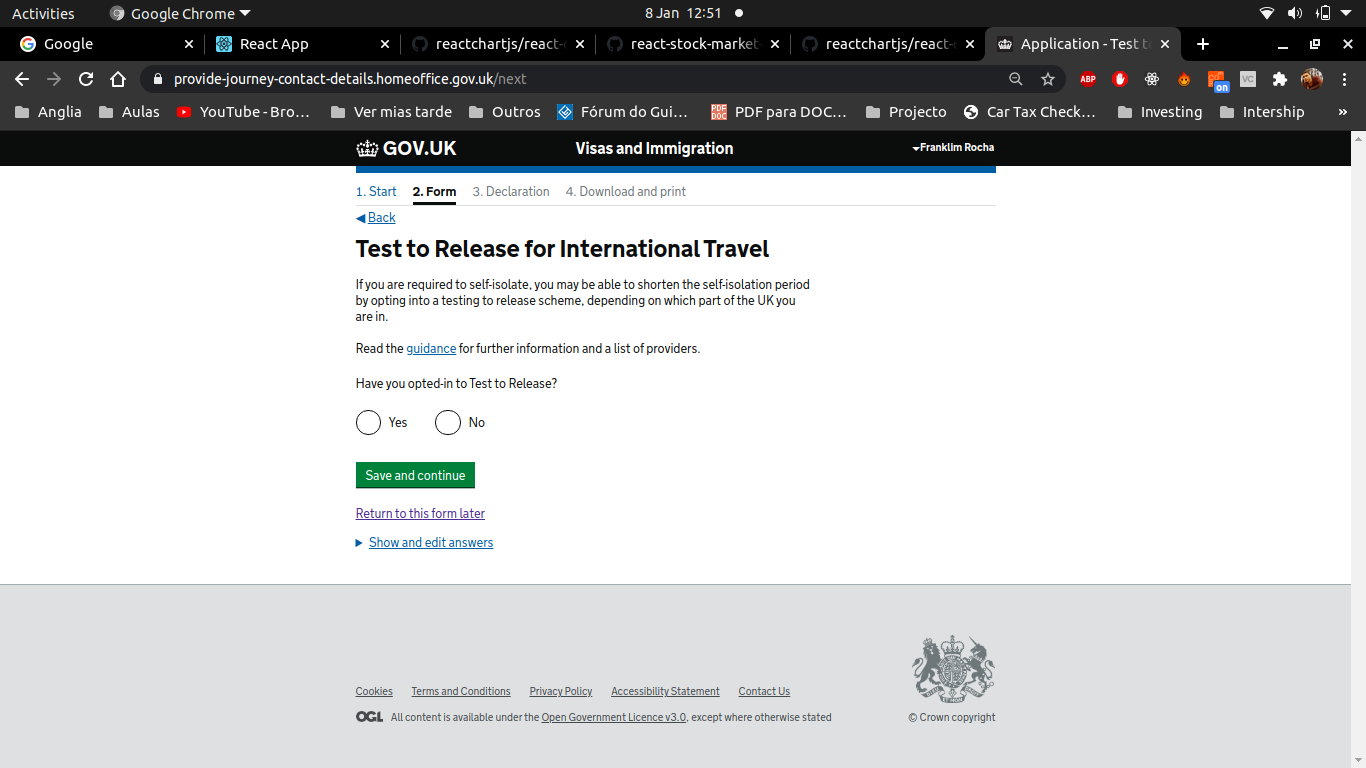 Activities
Google Chrome
8 Jan 12:51
Google
React App
reactchartjs/react-
react-stock-market-
reactchartjs/react-
Application - Test to
provide-journey-contact-details.homeoffice.gov.uk/next
ABP
on
VC
Anglia
Aulas
YouTube - Bro…
Ver mias tarde
Outros
Fórum do Gui…
PDF DOC
PDF para DOC…
Projecto
Car Tax Check…
Investing
Intership
»
GOV.UK
Visas and Immigration
Franklim Rocha
1. Start
2. Form
3. Declaration
4. Download and print
Back
Test to Release for International Travel
If you are required to self-isolate, you may be able to shorten the self-isolation period
by opting into a testing to release scheme, depending on which part of the UK you
are in.
Read the guidance for further information and a list of providers.
Have you opted-in to Test to Release?
Yes
No
Save and continue
Return to this form later
Show and edit answers
Cookies
Terms and Conditions
Privacy Policy
Accessibility Statement
Contact Us
OGL All content is available under the Open Government Licence v3.0, except where otherwise stated
© Crown copyright